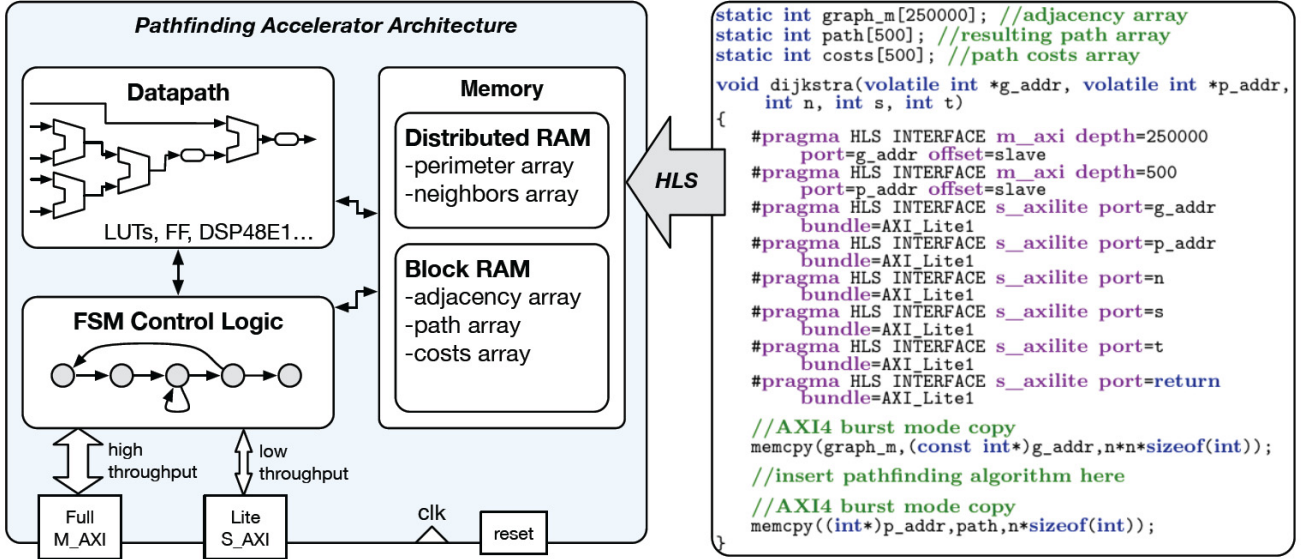 Pathfinding Accelerator Architecture
Datapath
LUTs, FF, DSP48E1...
FSM Control Logic
Memory
Distributed RAM
-perimeter array
-neighbors array
Block RAM
-adjacency array
-path array
-costs array
high
throughput
low
throughput
Full
M_AXI
Lite
S_AXI
clk
reset
HLS
static int graph_m[250000]; //adjacency array
static int path[500]; //resulting path array
static int costs[500]; //path costs array
void dijkstra(volatile int *g_addr, volatile int *p_addr,
int n, int s, int t)
{
#pragma HLS INTERFACE m_axi depth=250000
port=g_addr offset=slave
#pragma HLS INTERFACE m_axi depth=500
port=p_addr offset=slave
#pragma HLS INTERFACE s_axilite port=g_addr
bundle=AXI_Lite1
#pragma HLS INTERFACE s_axilite port=p_addr
bundle=AXI_Lite1
#pragma HLS INTERFACE s_axilite port=n
bundle=AXI_Lite1
#pragma HLS INTERFACE s_axilite port=s
bundle=AXI_Lite1
#pragma HLS INTERFACE s_axilite port=t
bundle=AXI_Lite1
#pragma HLS INTERFACE s_axilite port=return
bundle=AXI_Lite1
//AXI4 burst mode copy
memcpy(graph_m,(const int*)g_addr,n*n*sizeof(int));
//insert pathfinding algorithm here
//AXI4 burst mode copy
memcpy((int*)p_addr,path,n*sizeof(int));
}